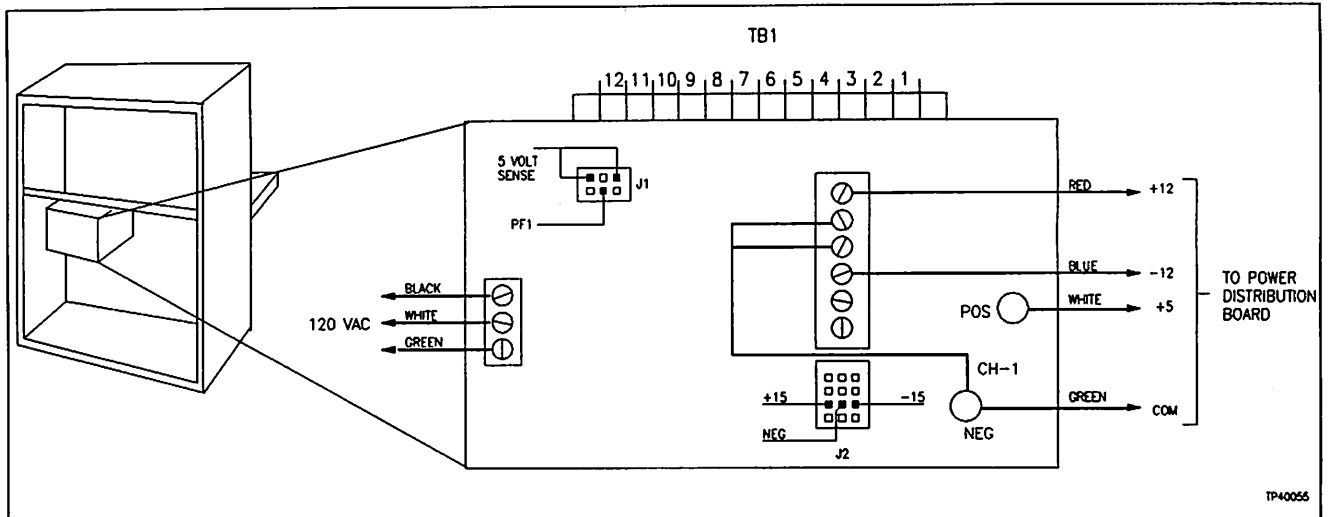 TB1
12 11 10 9 8 7 6 5 4 3 2 1
5 VOLT
SENSE
J1
PF1
RED
+12
BLACK
WHITE
GREEN
120 VAC
BLUE
-12
POS
WHITE
+5
TO POWER
DISTRIBUTION
BOARD
CH-1
+15
-15
NEG
J2
NEG
GREEN
COM
TP40055